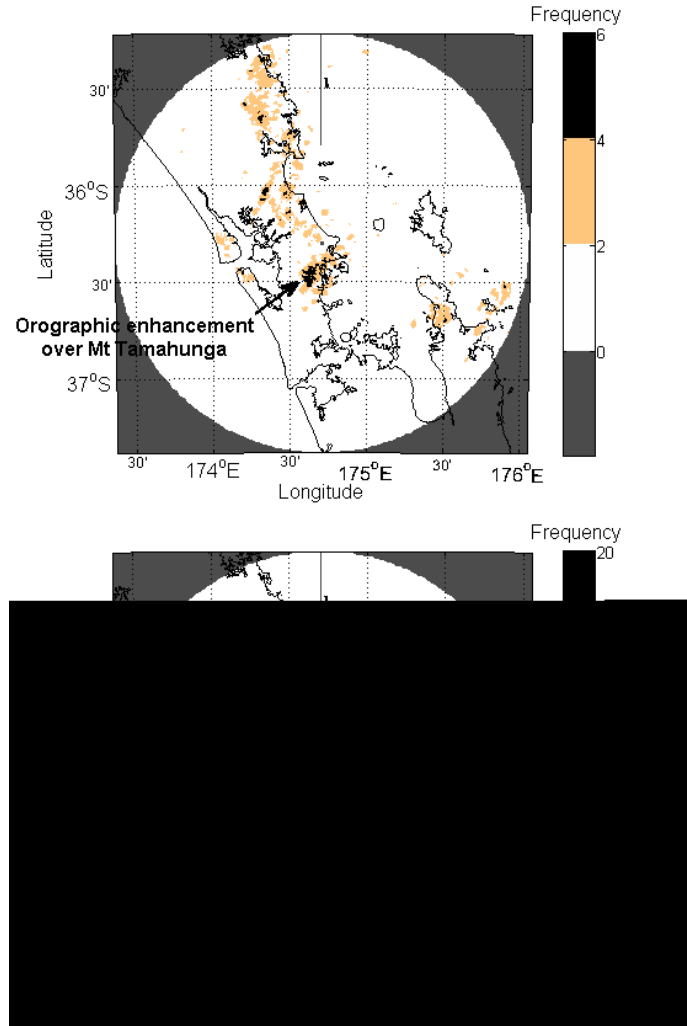 Frequency
6
4
2
0
30'
36°S
30'
37°S
Latitude
Orographic enhancement
over Mt Tamahunga
30' 174°E 30' 175°E 30' 176°E
Longitude
Frequency
20